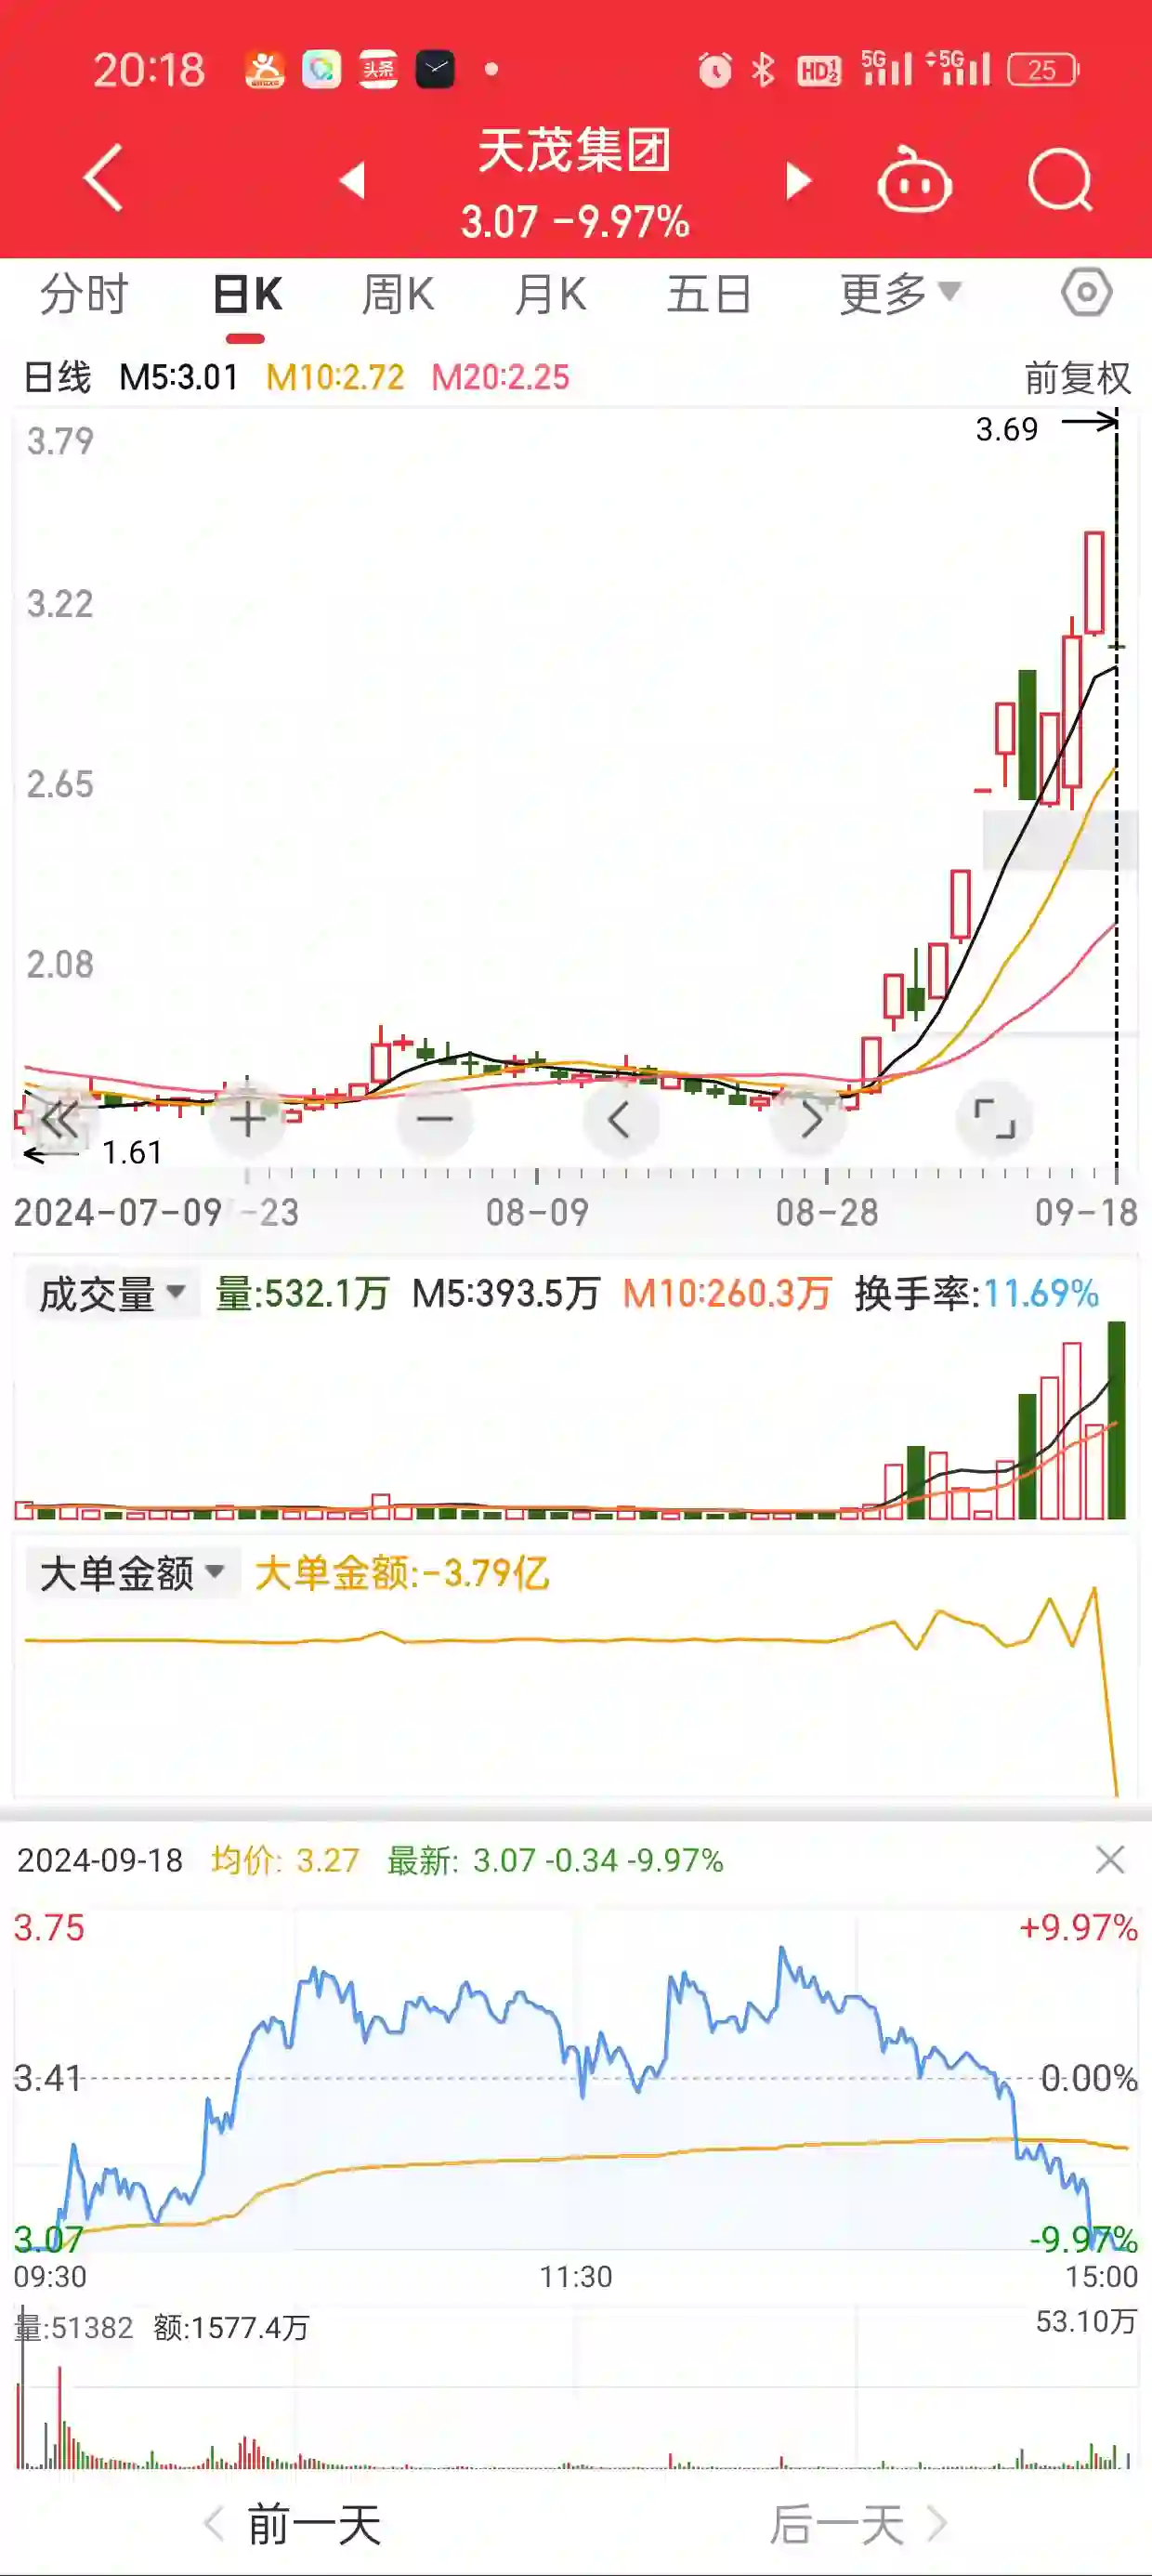 20:18 头条 HD 5G 5G 25
天茂集团
3.07 -9.97%
分时 日K 周K 月K 五日 更多
日线 M5:3.01 M10:2.72 M20:2.25 前复权
3.79
3.69
3.22
2.65
2.08
1.61
2024-07-09 -23 08-09 08-28 09-18
成交量 量:532.1万 M5:393.5万 M10:260.3万 换手率:11.69%
大单金额 大单金额:-3.79亿
2024-09-18 均价: 3.27 最新: 3.07 -0.34 -9.97%
3.75 +9.97%
3.41 0.00%
3.07 -9.97%
09:30 11:30 15:00
量:51382 额:1577.4万 53.10万
前一天 后一天